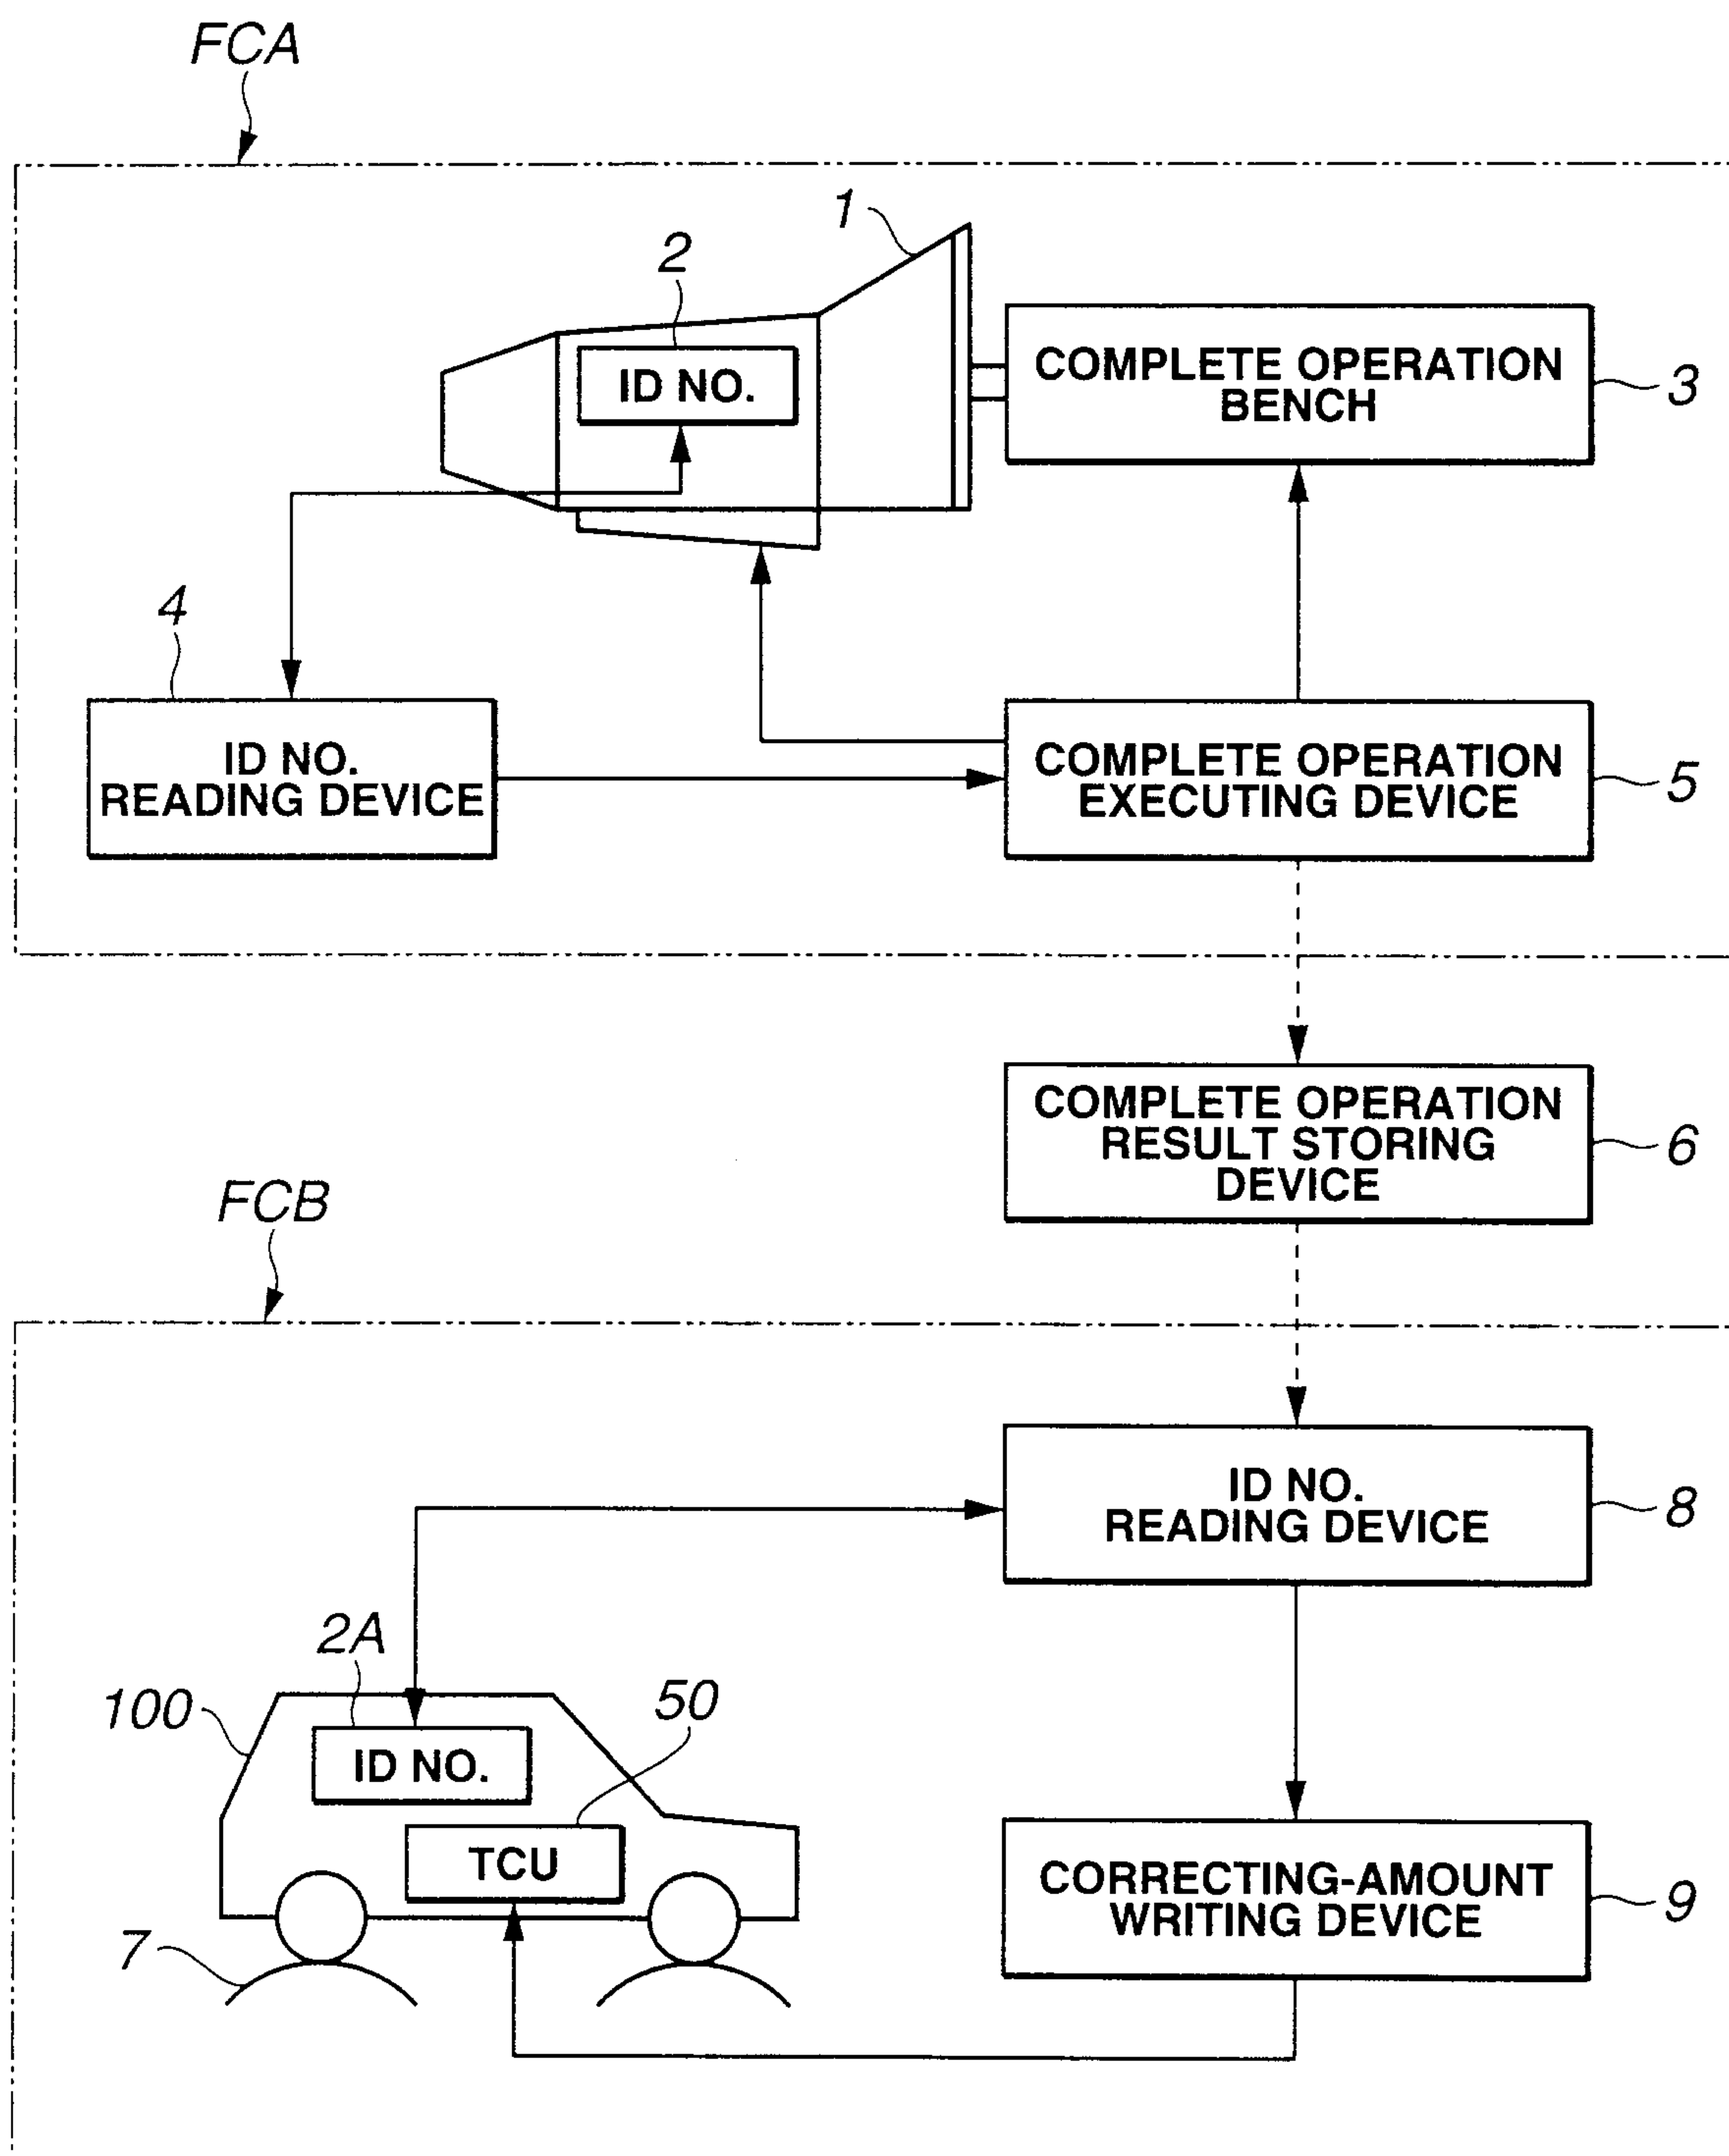 FCA
1
2
ID NO.
COMPLETE OPERATION
BENCH
3
4
ID NO.
READING DEVICE
COMPLETE OPERATION
EXECUTING DEVICE
5
COMPLETE OPERATION
RESULT STORING
DEVICE
6
FCB
ID NO.
READING DEVICE
8
2A
100
50
ID NO.
TCU
7
CORRECTING-AMOUNT
WRITING DEVICE
9